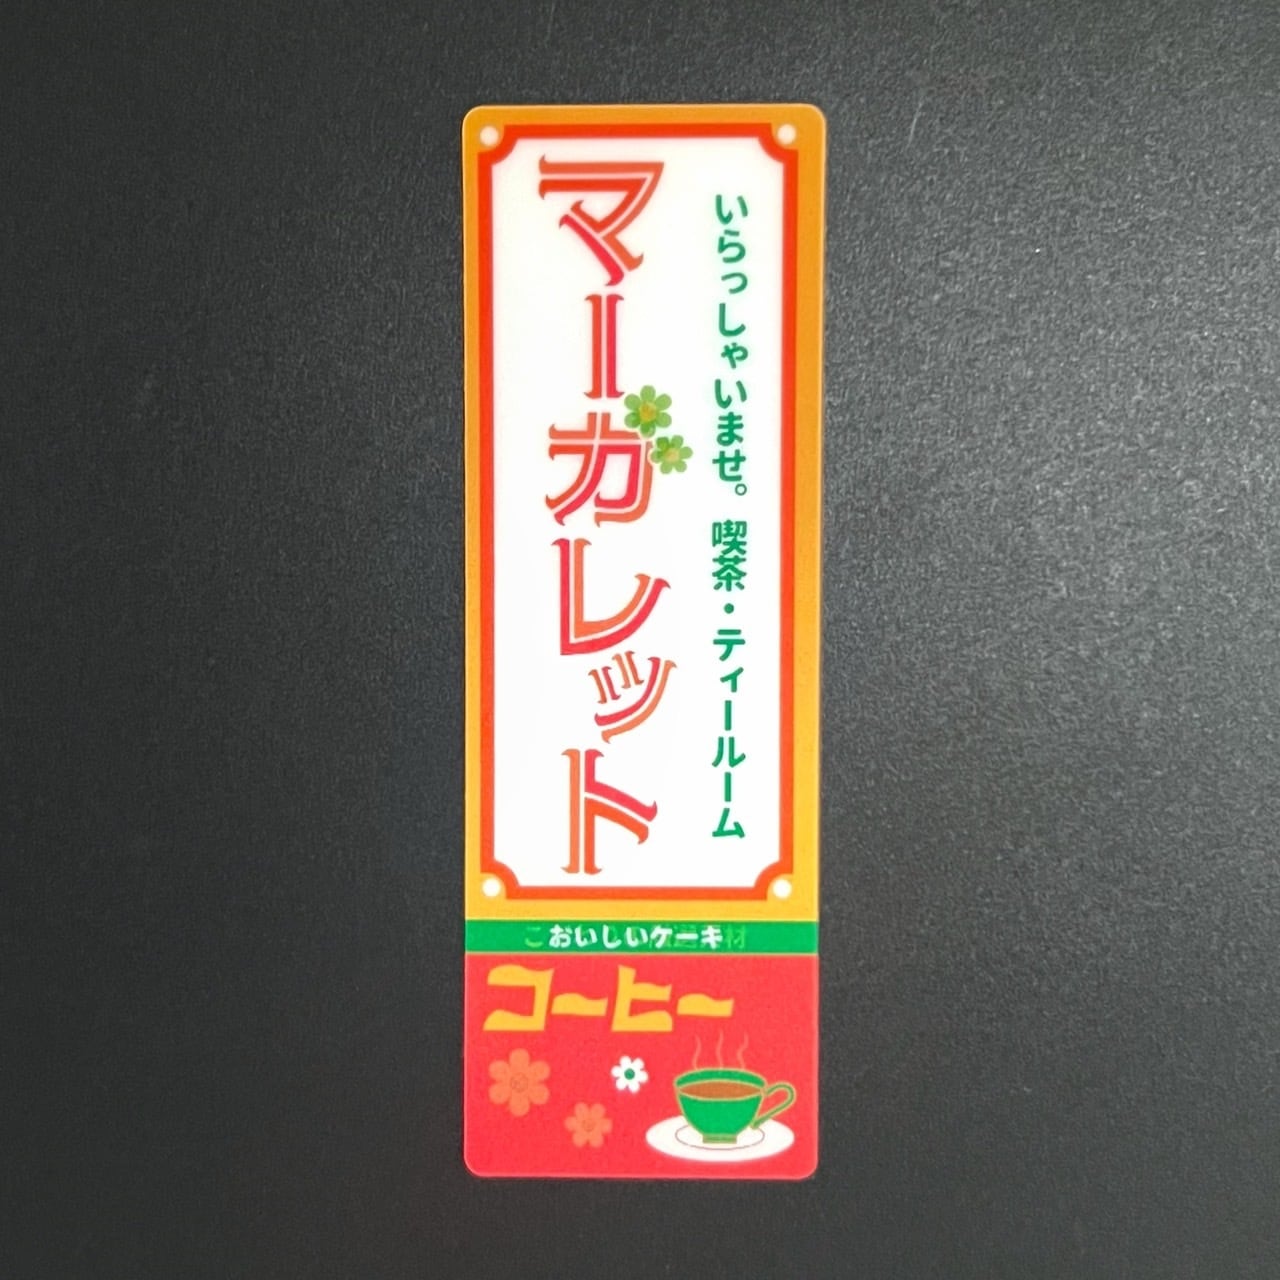 いらっしゃいませ。喫茶・ティールーム
マーガレット
おいしいケーキ
コーヒー